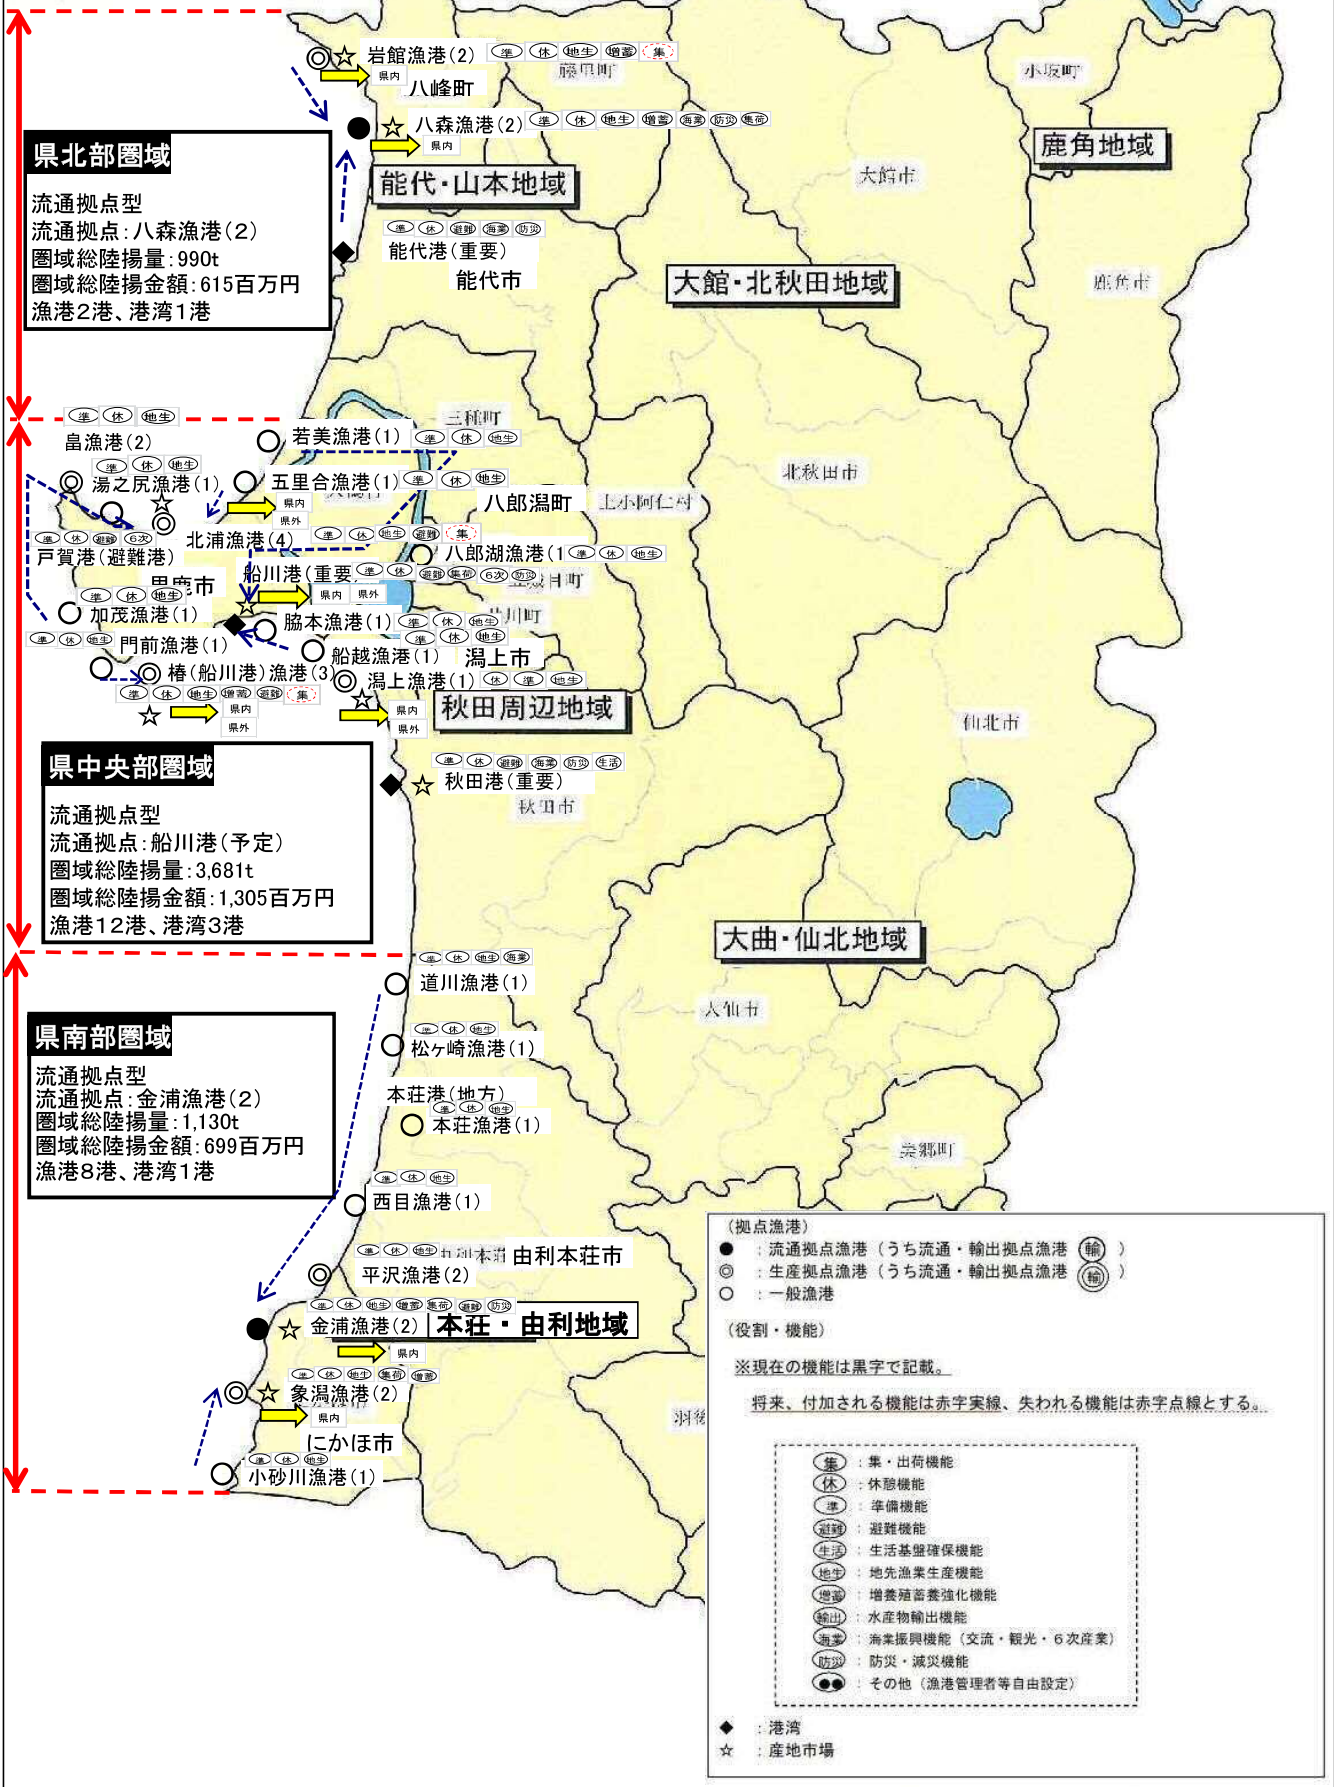 岩館漁港(2) 準 休 地生 増蓄 集
県内
八峰町
藤里町
小坂町
八森漁港(2) 準 休 地生 増蓄 海業 防災 集荷
県内
鹿角地域
県北部圏域
流通拠点型
流通拠点:八森漁港(2)
圏域総陸揚量:990t
圏域総陸揚金額:615百万円
漁港2港、港湾1港
能代・山本地域
大館市
準 休 避難 海業 防災
能代港(重要)
能代市
大館・北秋田地域
鹿角市
三種町
準 休 地生
畠漁港(2)
若美漁港(1) 準 休 地生
準 休 地生
湯之尻漁港(1)
五里合漁港(1) 準 休 地生
県内
県外
八郎潟町
上小阿仁村
北秋田市
準 休 避難 6次
戸賀港(避難港)
北浦漁港(4) 準 休 地生 避難 集
八郎湖漁港(1 準 休 地生
男鹿市
船川港(重要 準 休 避難 集荷 6次 防災
県内 県外
準 休 地生
加茂漁港(1)
脇本漁港(1) 準 休 地生
準 休 地生
門前漁港(1)
準 休 地生
船越漁港(1)
潟上市
椿(船川港)漁港(3)
準 休 地生 増蓄 避難 集
県内
県外
潟上漁港(1) 休 準 地生
県内
県外
秋田周辺地域
仙北市
県中央部圏域
流通拠点型
流通拠点:船川港(予定)
圏域総陸揚量:3,681t
圏域総陸揚金額:1,305百万円
漁港12港、港湾3港
準 休 避難 海業 防災 生活
秋田港(重要)
秋田市
大曲・仙北地域
準 休 地生 海業
道川漁港(1)
大仙市
県南部圏域
流通拠点型
流通拠点:金浦漁港(2)
圏域総陸揚量:1,130t
圏域総陸揚金額:699百万円
漁港8港、港湾1港
準 休 地生
松ヶ崎漁港(1)
本荘港(地方)
準 休 地生
本荘漁港(1)
美郷町
準 休 地生
西目漁港(1)
準 休 地生
由利本荘市
平沢漁港(2)
準 休 地生 増蓄 集荷 避難 防災
金浦漁港(2)
本荘・由利地域
県内
準 休 地生 集荷 増蓄
象潟漁港(2)
県内
にかほ市
準 休 地生
小砂川漁港(1)
(拠点漁港)
● :流通拠点漁港(うち流通・輸出拠点漁港 輸 )
◎ :生産拠点漁港(うち流通・輸出拠点漁港 輸 )
○ :一般漁港
(役割・機能)
※現在の機能は黒字で記載。
将来、付加される機能は赤字実線、失われる機能は赤字点線とする。
集 :集・出荷機能
休 :休憩機能
準 :準備機能
避難 :避難機能
生活 :生活基盤確保機能
地生 :地先漁業生産機能
増蓄 :増養殖蓄養強化機能
輸出 :水産物輸出機能
海業 :海業振興機能(交流・観光・6次産業)
防災 :防災・減災機能
●● :その他(漁港管理者等自由設定)
◆ :港湾
☆ :産地市場